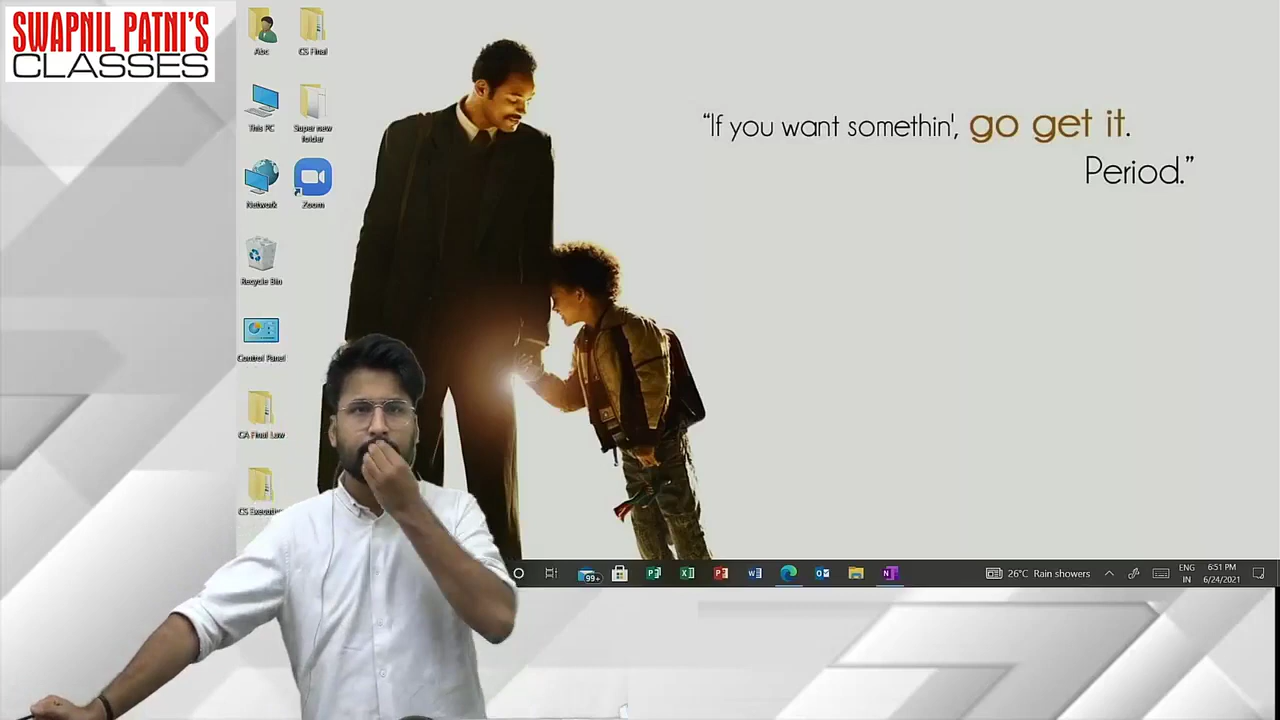 SWAPNIL PATNI'S
CLASSES
Abc
CS Final
This PC
Super new
folder
Network
Zoom
Recycle Bin
Control Panel
CA Final Law
“If you want somethin', go get it.
Period.”
99+
26°C Rain showers
ENG
IN
6:51 PM
6/24/2021